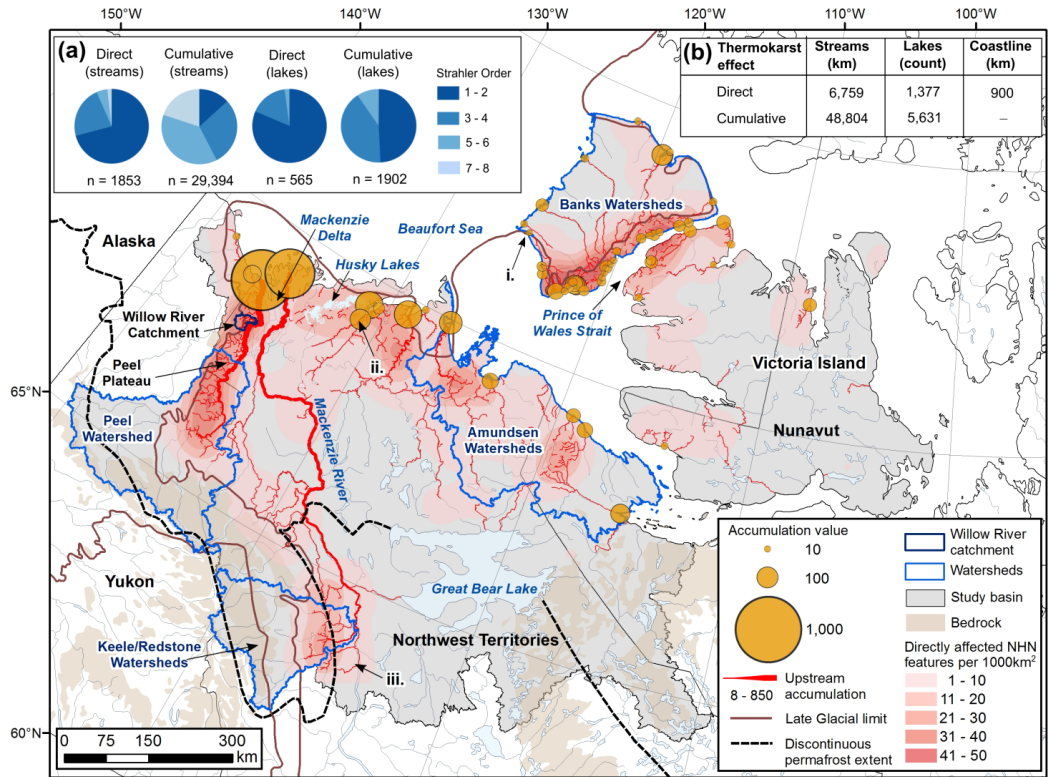 150°W
140°W
130°W
120°W
110°W
100°W
(a)
Direct
(streams)
Cumulative
(streams)
Direct
(lakes)
Cumulative
(lakes)
Strahler Order
1 - 2
3 - 4
5 - 6
7 - 8
n = 1853
n = 29,394
n = 565
n = 1902
(b)
Thermokarst
effect
Streams
(km)
Lakes
(count)
Coastline
(km)
Direct
6,759
1,377
900
Cumulative
48,804
5,631
–
Alaska
Mackenzie
Delta
Beaufort Sea
Husky Lakes
Banks Watersheds
i.
Prince of
Wales Strait
Willow River
Catchment
Peel
Plateau
ii.
Victoria Island
65°N
Peel
Watershed
Mackenzie River
Amundsen
Watersheds
Nunavut
Yukon
Great Bear Lake
Keele/Redstone
Watersheds
Northwest Territories
iii.
60°N
0 75 150 300
km
Accumulation value
10
100
1,000
8 - 850
Upstream
accumulation
Late Glacial limit
Discontinuous
permafrost extent
Willow River
catchment
Watersheds
Study basin
Bedrock
Directly affected NHN
features per 1000km²
1 - 10
11 - 20
21 - 30
31 - 40
41 - 50